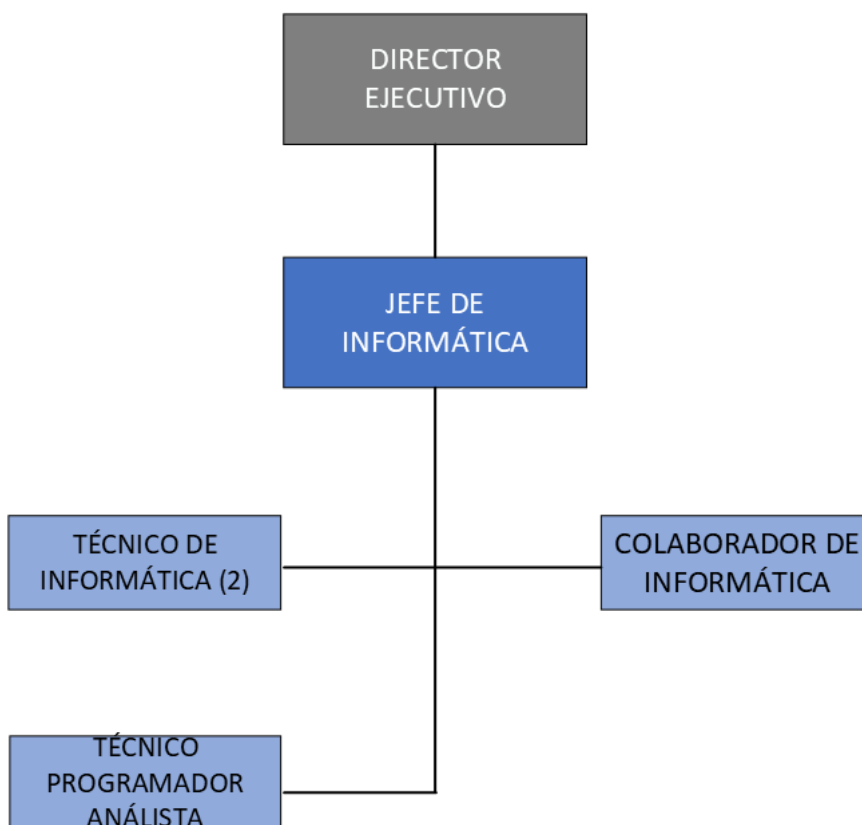 DIRECTOR
EJECUTIVO
JEFE DE
INFORMÁTICA
TÉCNICO DE
INFORMÁTICA (2)
COLABORADOR DE
INFORMÁTICA
TÉCNICO
PROGRAMADOR
ANÁLISTA